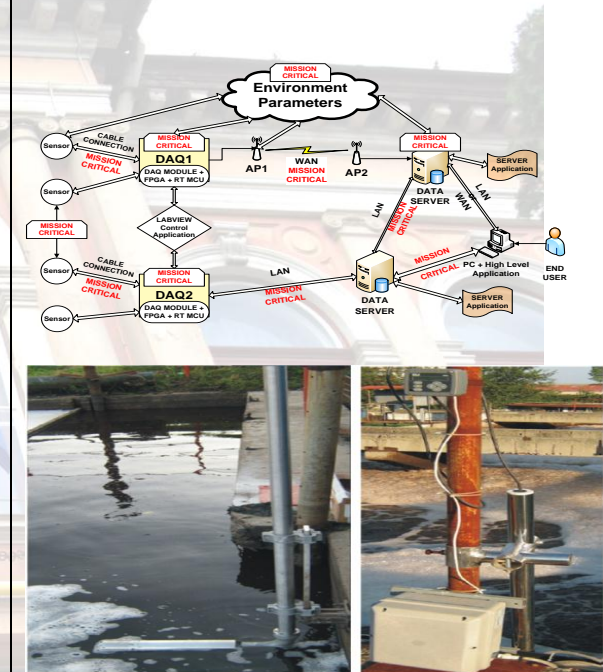 MISSION
CRITICAL
Environment
Parameters
Sensor
CABLE
CONNECTION
MISSION
CRITICAL
MISSION
CRITICAL
DAQ1
DAQ MODULE +
FPGA + RT MCU
AP1
WAN
MISSION
CRITICAL
AP2
MISSION
CRITICAL
DATA
SERVER
SERVER
Application
Sensor
MISSION
CRITICAL
LABVIEW
Control
Application
LAN
MISSION
CRITICAL
LAN
WAN
Sensor
CABLE
CONNECTION
MISSION
CRITICAL
MISSION
CRITICAL
DAQ2
DAQ MODULE +
FPGA + RT MCU
LAN
MISSION
CRITICAL
DATA
SERVER
MISSION
CRITICAL
PC + High Level
Application
END
USER
SERVER
Application
Sensor